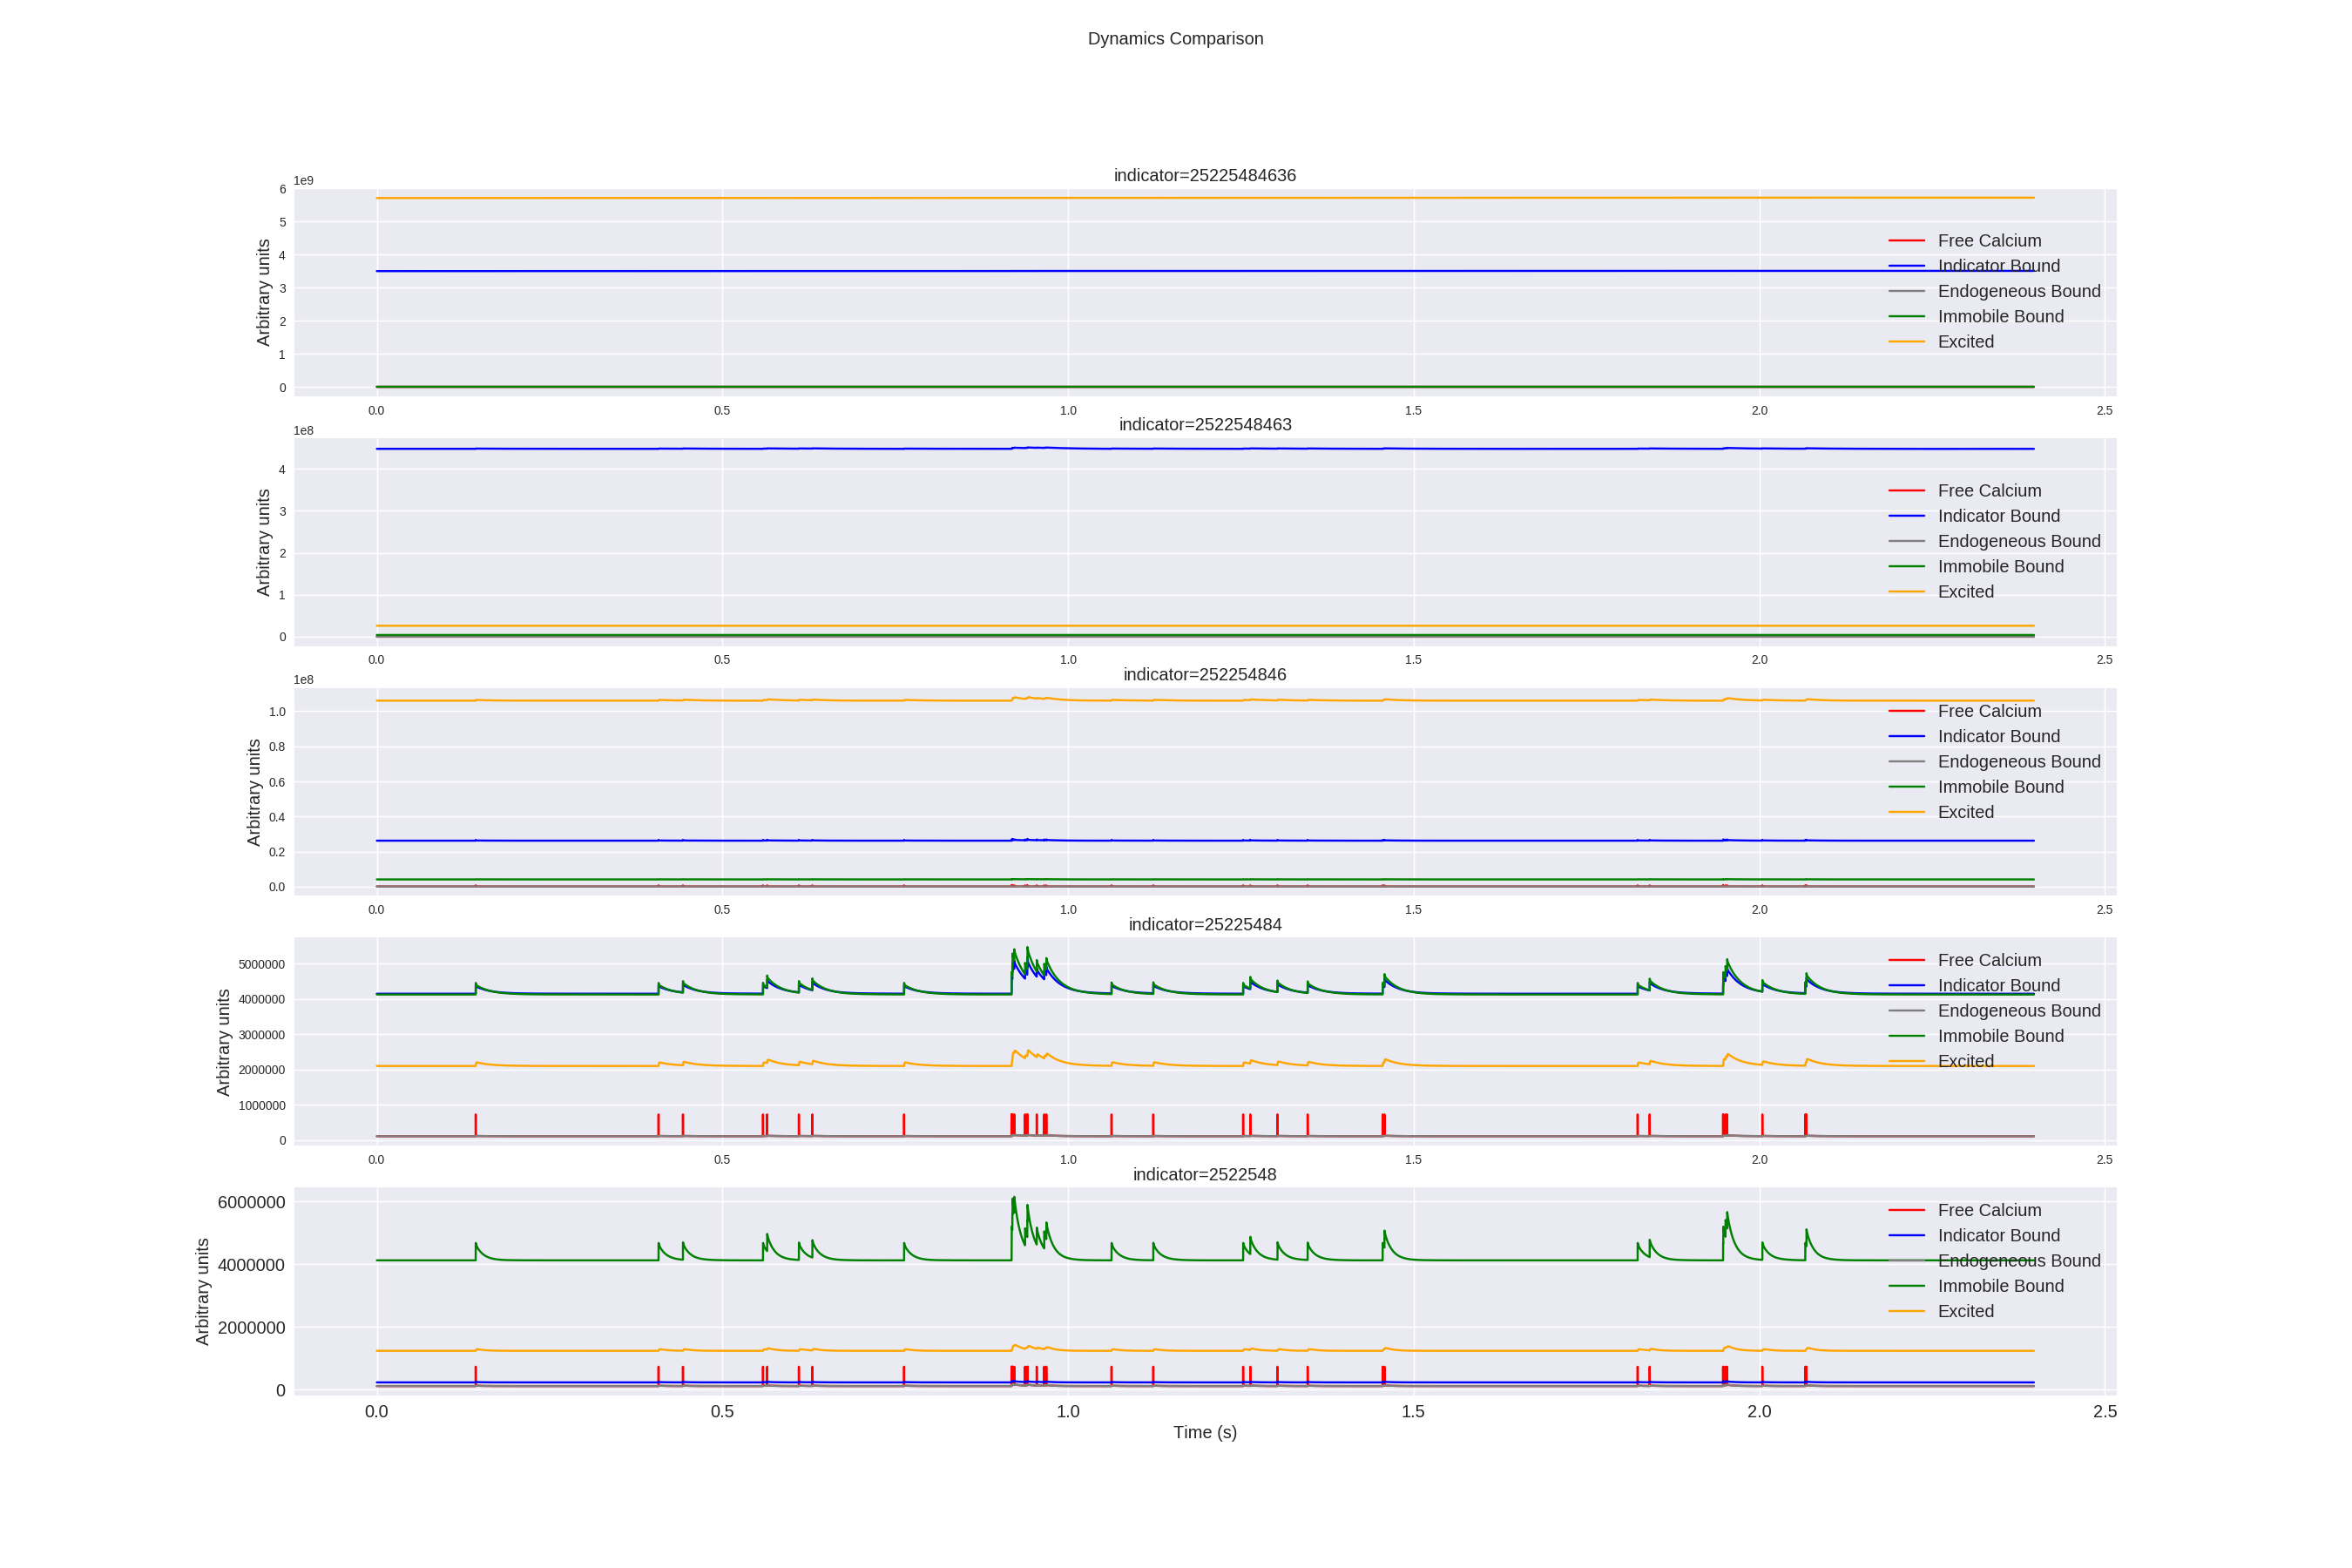 Dynamics Comparison
indicator=25225484636
1e9
6
5
4
3
2
1
0
Arbitrary units
Free Calcium
Indicator Bound
Endogeneous Bound
Immobile Bound
Excited
0.0 0.5 1.0 1.5 2.0 2.5
indicator=2522548463
1e8
4
3
2
1
0
Arbitrary units
Free Calcium
Indicator Bound
Endogeneous Bound
Immobile Bound
Excited
0.0 0.5 1.0 1.5 2.0 2.5
indicator=252254846
1e8
1.0
0.8
0.6
0.4
0.2
0.0
Arbitrary units
Free Calcium
Indicator Bound
Endogeneous Bound
Immobile Bound
Excited
0.0 0.5 1.0 1.5 2.0 2.5
indicator=25225484
5000000
4000000
3000000
2000000
1000000
0
Arbitrary units
Free Calcium
Indicator Bound
Endogeneous Bound
Immobile Bound
Excited
0.0 0.5 1.0 1.5 2.0 2.5
indicator=2522548
6000000
4000000
2000000
0
Arbitrary units
Free Calcium
Indicator Bound
Endogeneous Bound
Immobile Bound
Excited
0.0 0.5 1.0 1.5 2.0 2.5
Time (s)